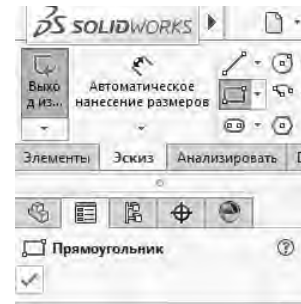 SOLIDWORKS
Выхо
д из...
Автоматическое
нанесение размеров
Элементы Эскиз Анализировать
Прямоугольник